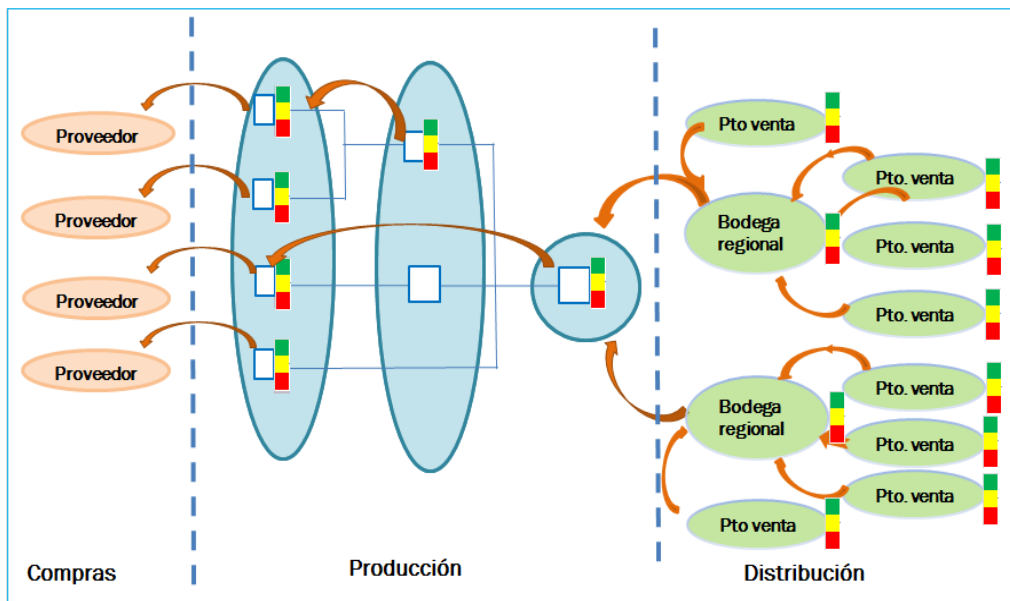 Proveedor
Proveedor
Proveedor
Proveedor
Pto venta
Pto. venta
Bodega
regional
Pto. venta
Pto. venta
Pto. venta
Bodega
regional
Pto. venta
Pto. venta
Pto venta
Compras
Producción
Distribución